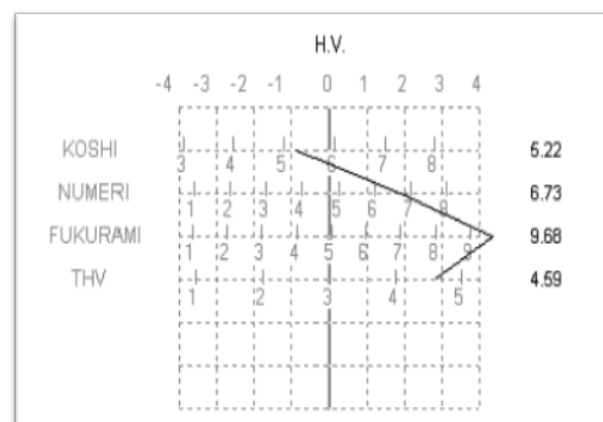 H.V.
-4 -3 -2 -1 0 1 2 3 4
KOSHI 5.22
3 4 5 6 7 8
NUMERI 6.73
1 2 3 4 5 6 7 8
FUKURAMI 9.68
1 2 3 4 5 6 7 8 9
THV 4.59
1 2 3 4 5